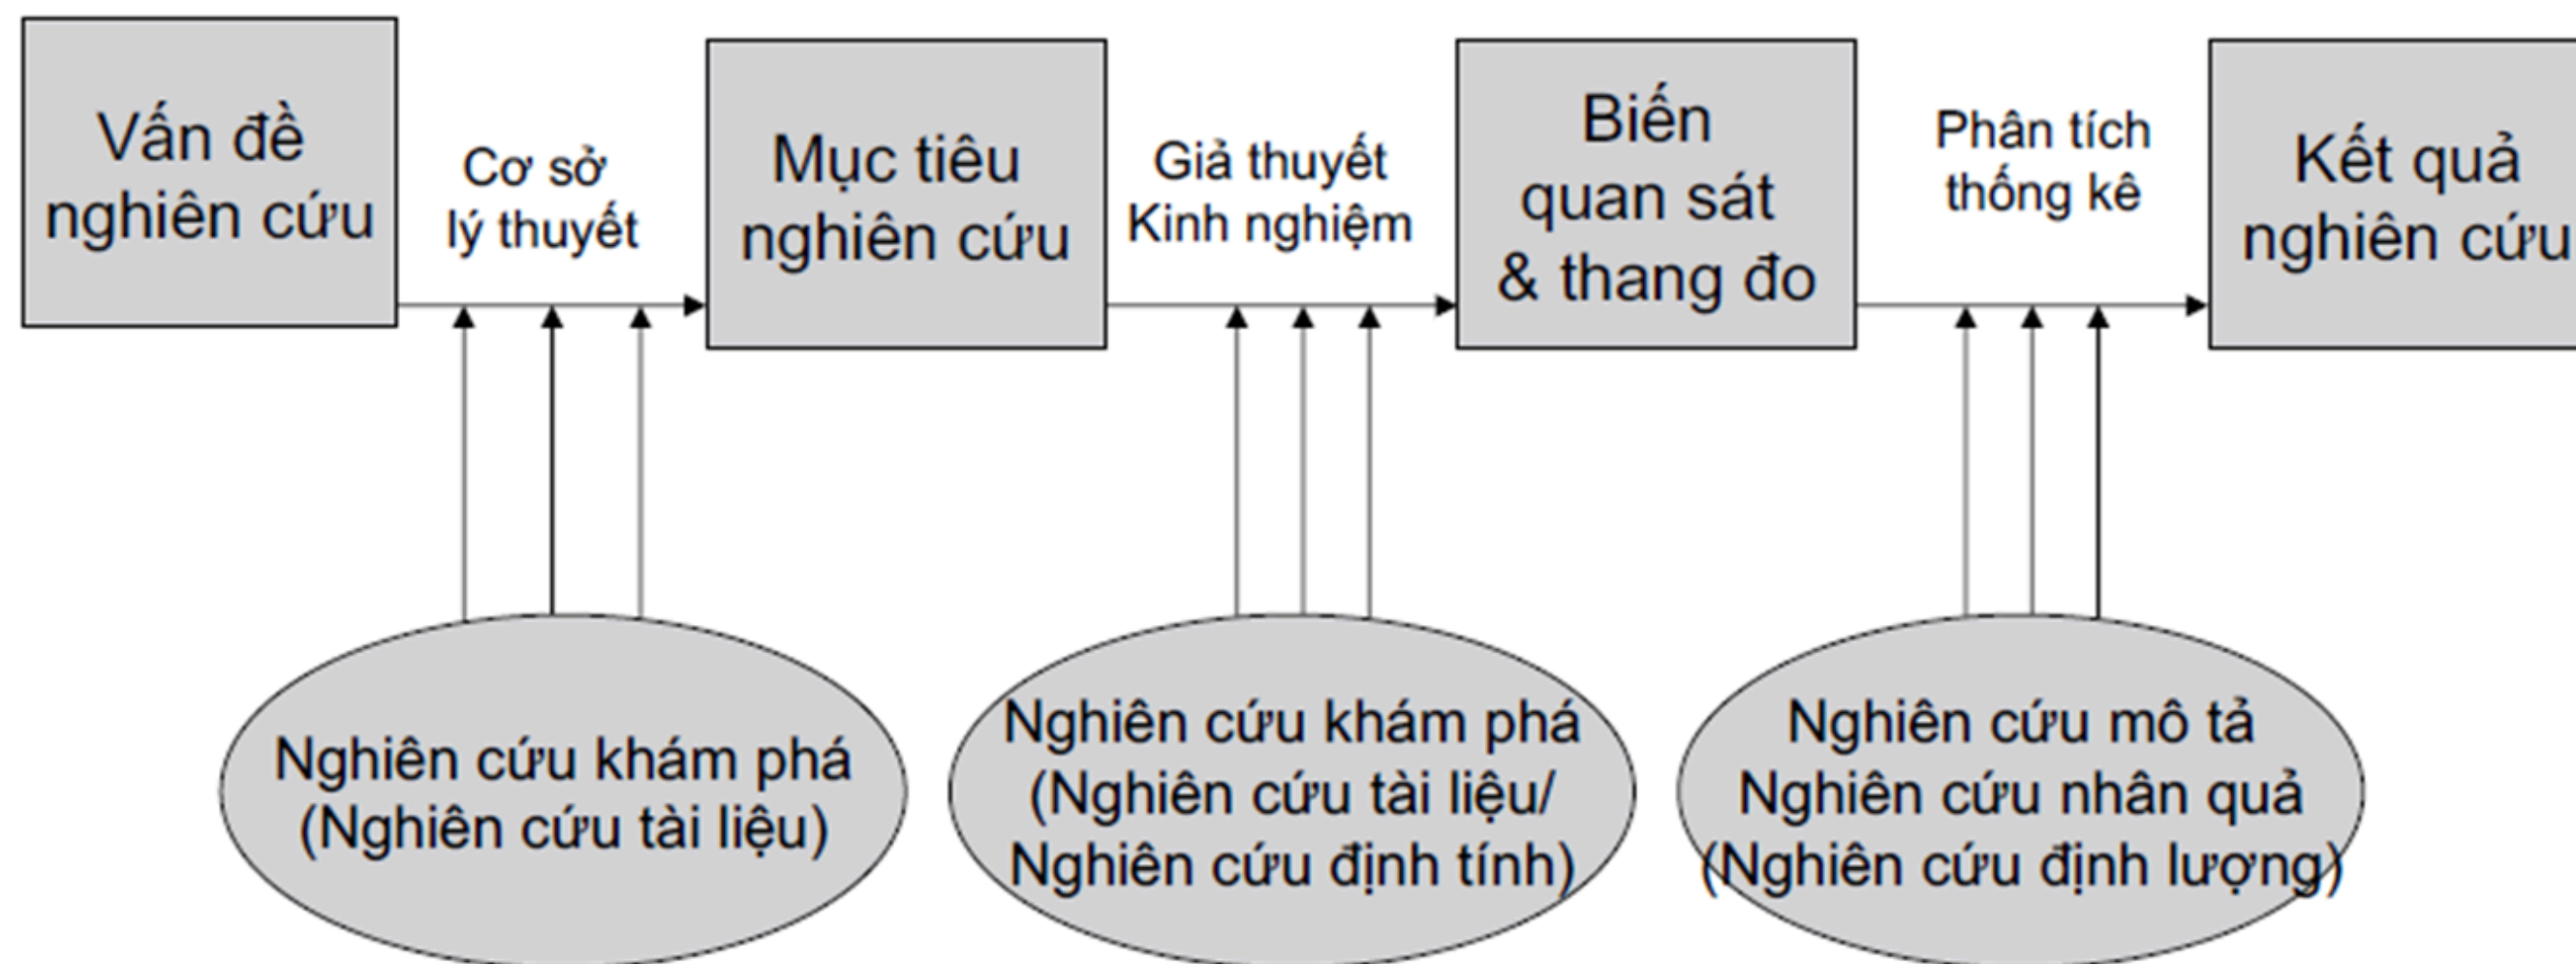 Vấn đề
nghiên cứu
Cơ sở
lý thuyết
Mục tiêu
nghiên cứu
Giả thuyết
Kinh nghiệm
Biến
quan sát
& thang đo
Phân tích
thống kê
Kết quả
nghiên cứu
Nghiên cứu khám phá
(Nghiên cứu tài liệu)
Nghiên cứu khám phá
(Nghiên cứu tài liệu/
Nghiên cứu định tính)
Nghiên cứu mô tả
Nghiên cứu nhân quả
(Nghiên cứu định lượng)